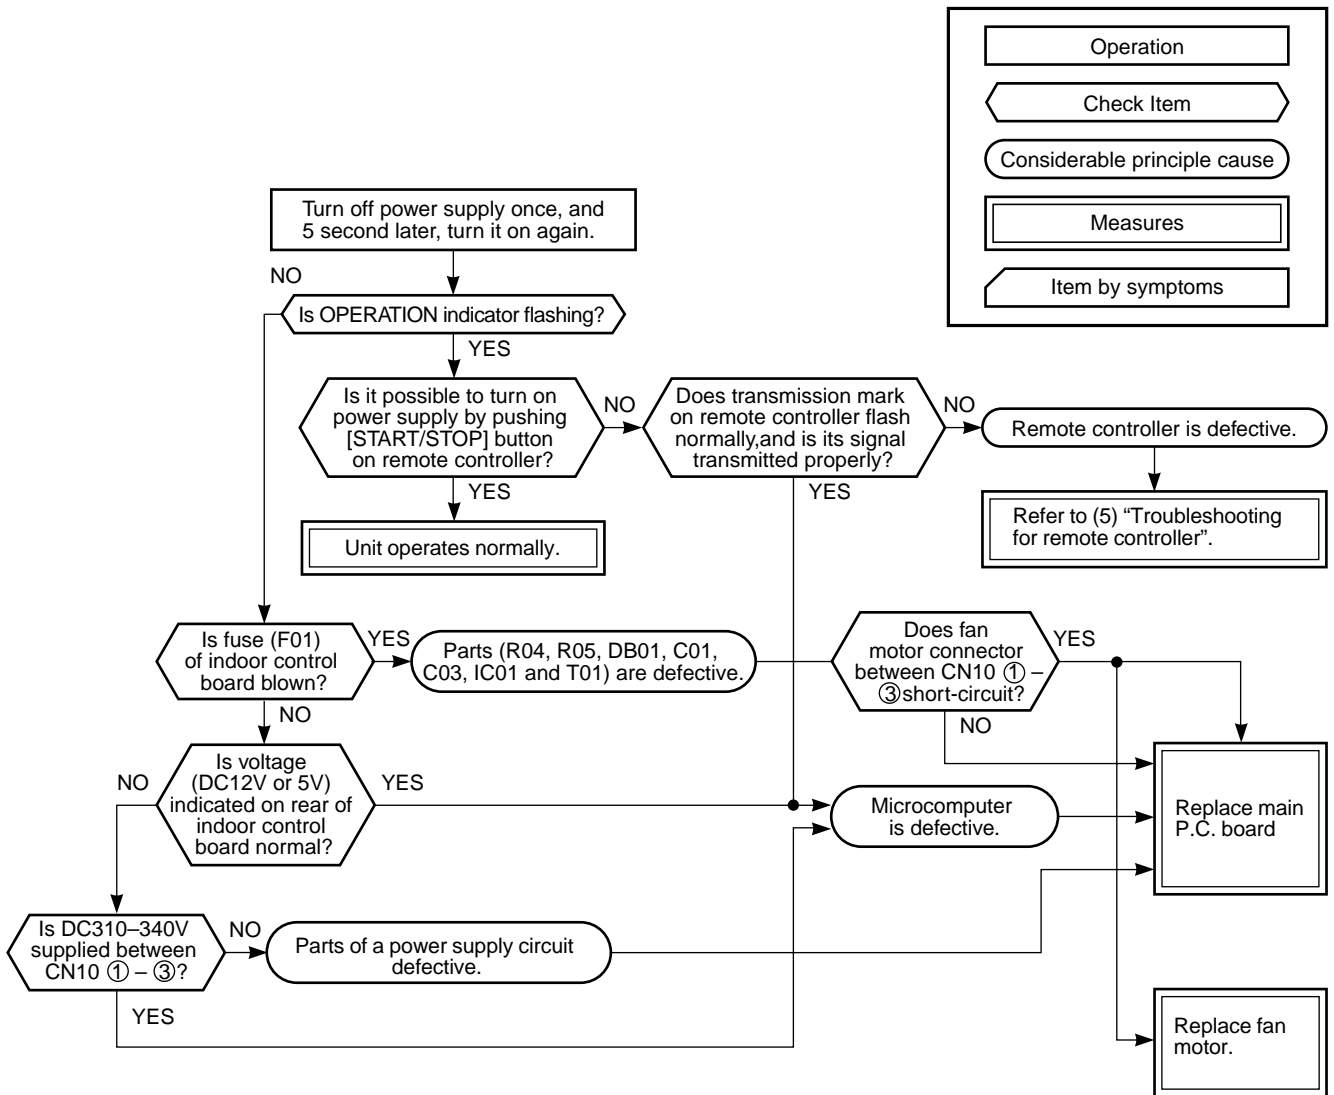 Operation
Check Item
Considerable principle cause
Measures
Item by symptoms
Turn off power supply once, and
5 second later, turn it on again.
NO
Is OPERATION indicator flashing?
YES
Is it possible to turn on
power supply by pushing
[START/STOP] button
on remote controller?
NO
Does transmission mark
on remote controller flash
normally,and is its signal
transmitted properly?
NO
Remote controller is defective.
YES
YES
Unit operates normally.
Refer to (5) “Troubleshooting
for remote controller”.
Is fuse (F01)
of indoor control
board blown?
YES
Parts (R04, R05, DB01, C01,
C03, IC01 and T01) are defective.
Does fan
motor connector
between CN10 ① –
③short-circuit?
YES
NO
NO
Is voltage
(DC12V or 5V)
indicated on rear of
indoor control
board normal?
NO
YES
Microcomputer
is defective.
Replace main
P.C. board
Is DC310–340V
supplied between
CN10 ① – ③?
NO
Parts of a power supply circuit
defective.
YES
Replace fan
motor.